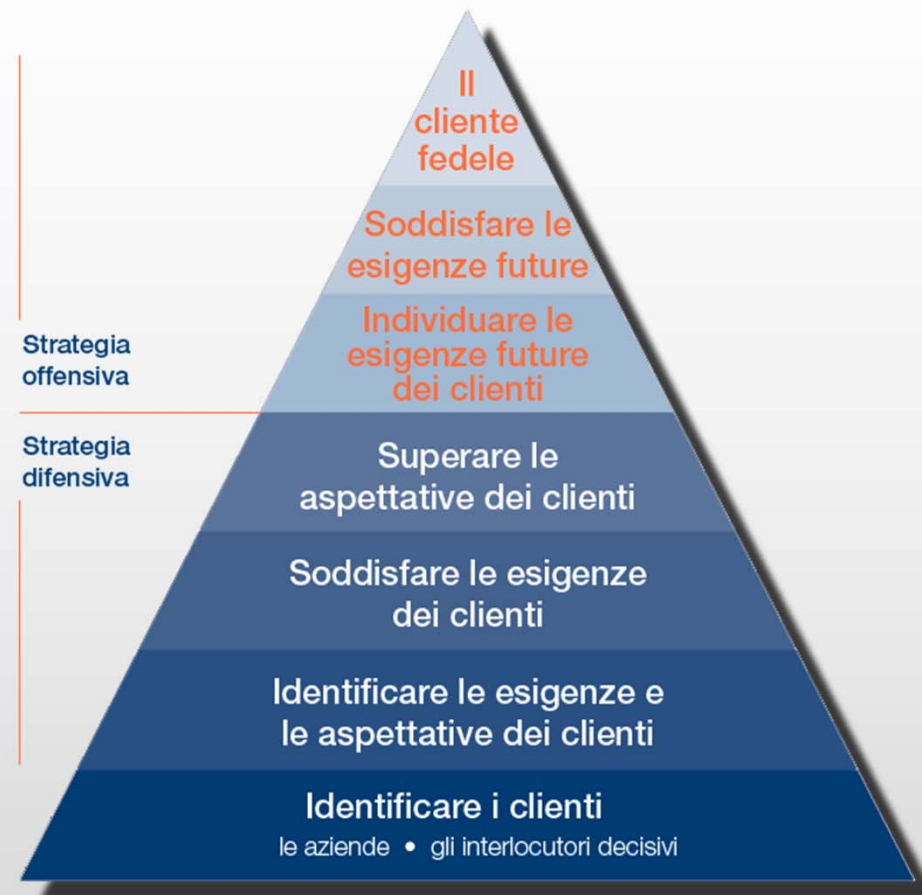 Il
cliente
fedele
Soddisfare le
esigenze future
Individuare le
esigenze future
dei clienti
Strategia
offensiva
Strategia
difensiva
Superare le
aspettative dei clienti
Soddisfare le esigenze
dei clienti
Identificare le esigenze e
le aspettative dei clienti
Identificare i clienti
le aziende • gli interlocutori decisivi